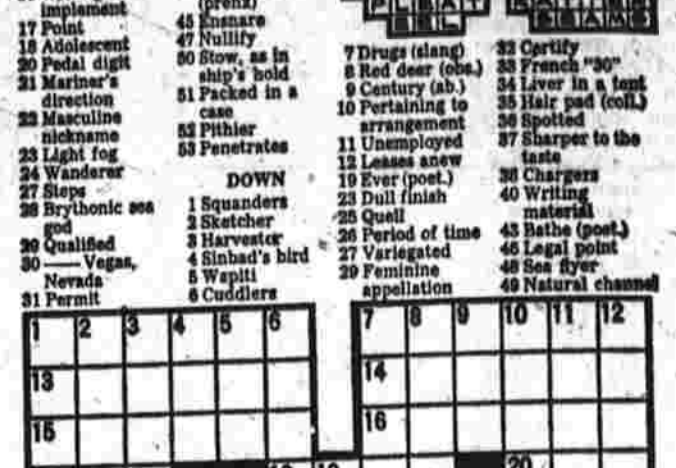 implement
17 Point
18 Adolescent
20 Pedal digit
21 Mariner's
direction
22 Masculine
nickname
23 Light fog
24 Wanderer
27 Steps
28 Brythonic sea
god
29 Qualified
30 —— Vegas,
Nevada
31 Permit
(prefix)
45 Ensnare
47 Nullify
50 Stow, as in
ship's hold
51 Packed in a
case
52 Pithier
53 Penetrates
DOWN
1 Squanders
2 Sketcher
3 Harvester
4 Sinbad's bird
5 Wapiti
6 Cuddlers
PLEAT
EEL
SEAMS
7 Drugs (slang)
8 Red deer (obs.)
9 Century (ab.)
10 Pertaining to
arrangement
11 Unemployed
12 Leases anew
19 Ever (poet.)
23 Dull finish
25 Quell
26 Period of time
27 Variegated
29 Feminine
appellation
32 Certify
33 French "30"
34 Liver in a tent
35 Hair pad (coll.)
36 Spotted
37 Sharper to the
taste
38 Chargers
40 Writing
material
43 Bathe (poet.)
46 Legal point
48 Sea flyer
49 Natural channel
1 2 3 4 5 6 7 8 9 10 11 12
13 14
15 16
20